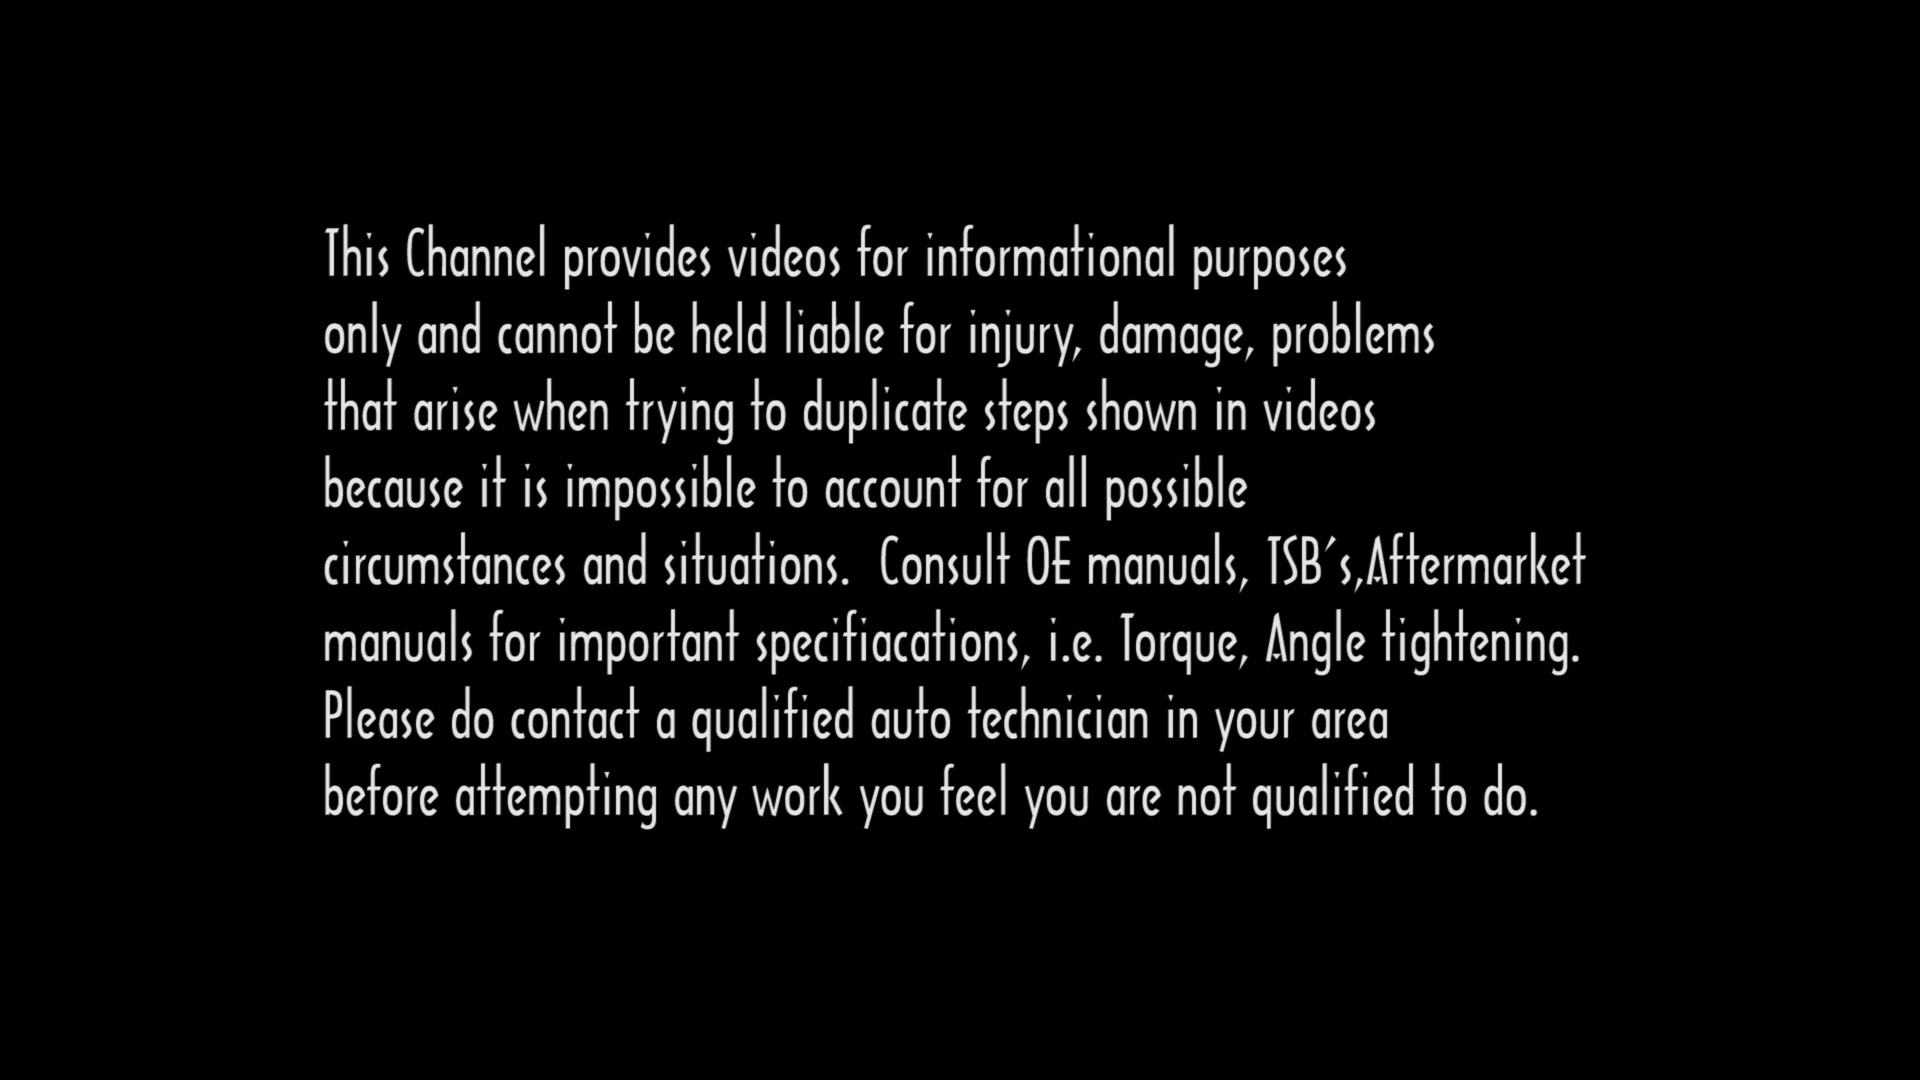 This Channel provides videos for informational purposes
only and cannot be held liable for injury, damage, problems
that arise when trying to duplicate steps shown in videos
because it is impossible to account for all possible
circumstances and situations.  Consult OE manuals, TSB's,Aftermarket
manuals for important specifiacations, i.e. Torque, Angle tightening.
Please do contact a qualified auto technician in your area
before attempting any work you feel you are not qualified to do.